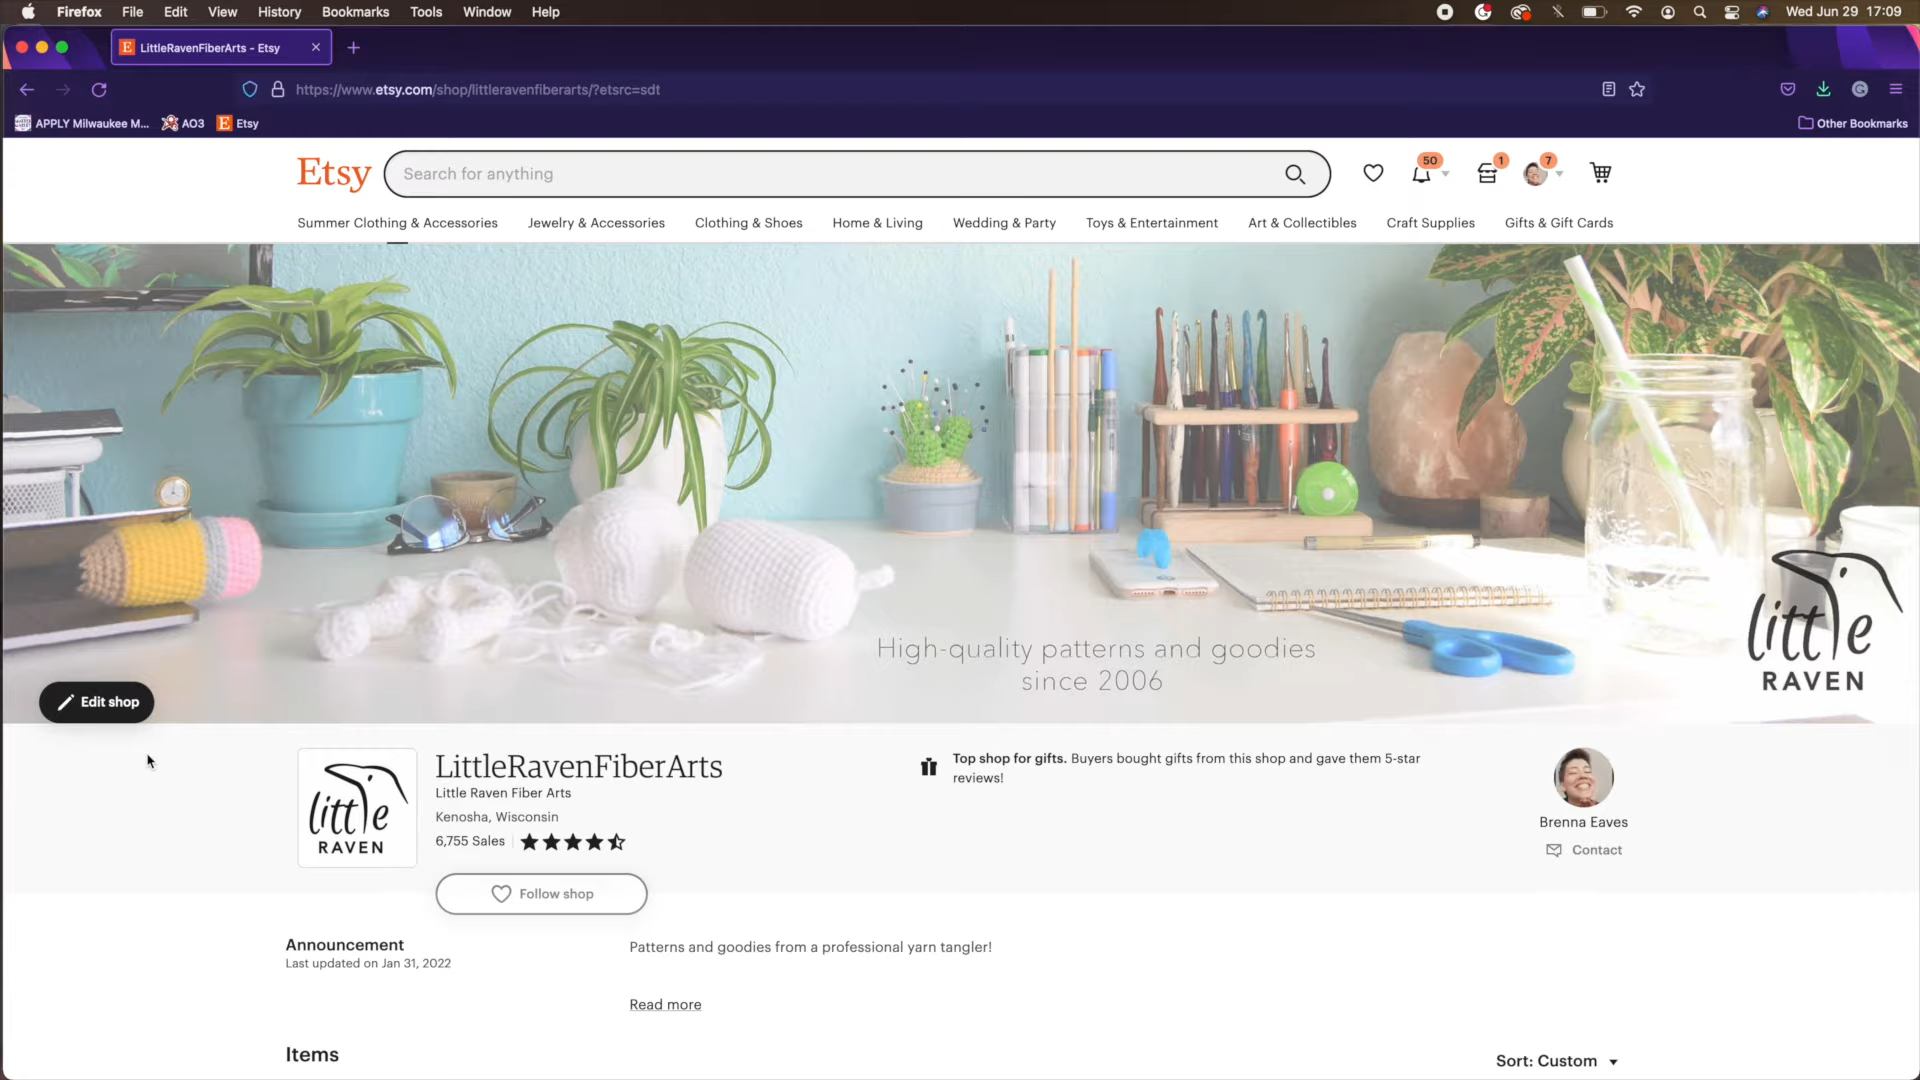 Firefox File Edit View History Bookmarks Tools Window Help Wed Jun 29 17:09
LittleRavenFiberArts - Etsy
https://www.etsy.com/shop/littleravenfiberarts/?etsrc=sdt
APPLY Milwaukee M... AO3 Etsy Other Bookmarks
Etsy Search for anything 50 1 7
Summer Clothing & Accessories Jewelry & Accessories Clothing & Shoes Home & Living Wedding & Party Toys & Entertainment Art & Collectibles Craft Supplies Gifts & Gift Cards
High-quality patterns and goodies
since 2006
little
RAVEN
Edit shop
little
RAVEN
LittleRavenFiberArts
Little Raven Fiber Arts
Kenosha, Wisconsin
6,755 Sales
Follow shop
Top shop for gifts. Buyers bought gifts from this shop and gave them 5-star
reviews!
Brenna Eaves
Contact
Announcement
Last updated on Jan 31, 2022
Patterns and goodies from a professional yarn tangler!
Read more
Items
Sort: Custom